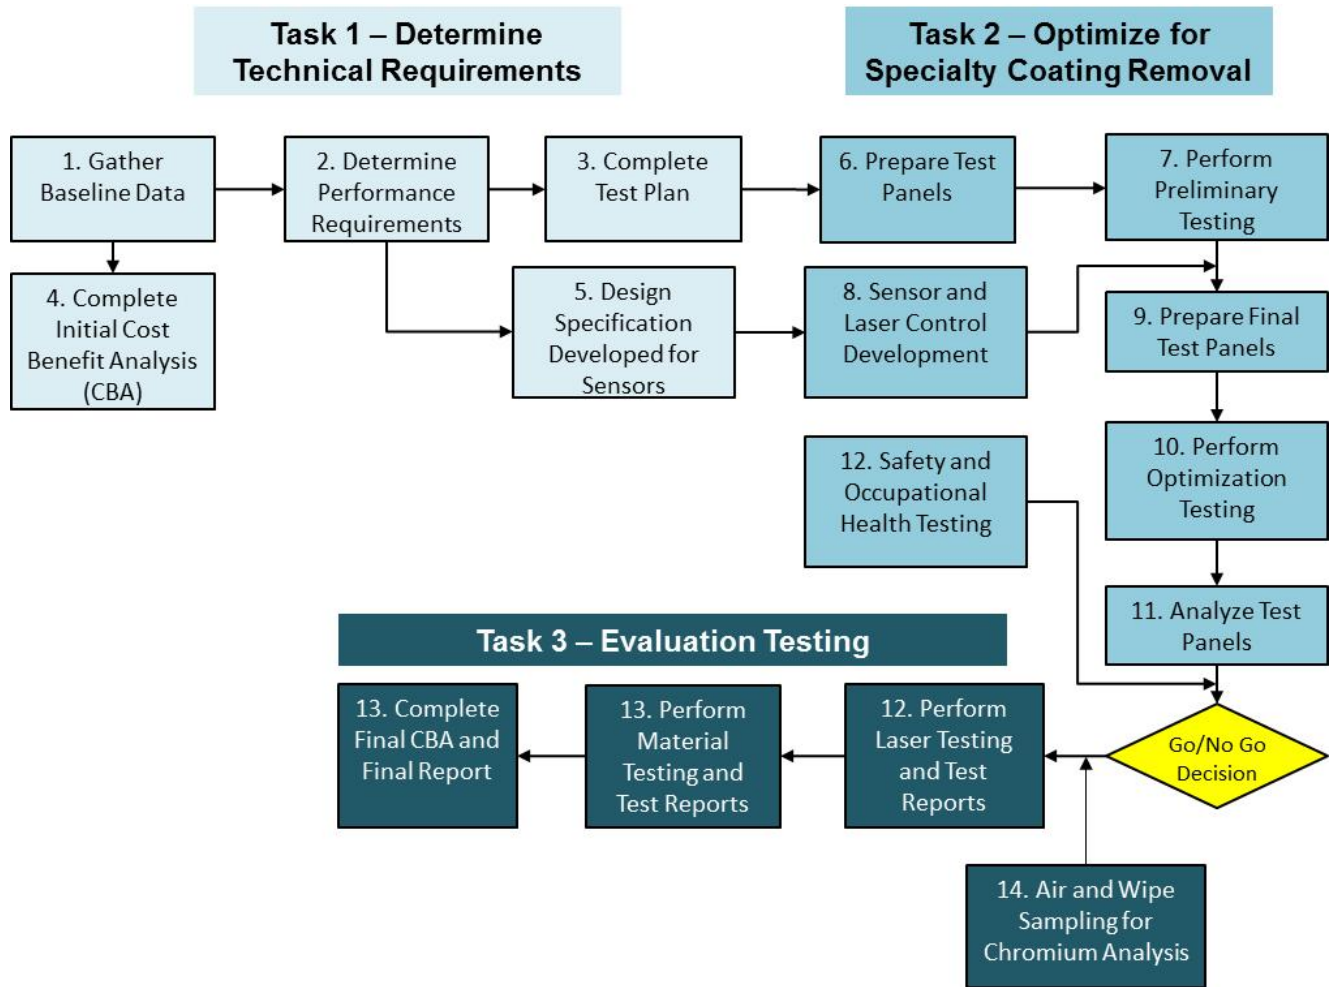 Task 1 – Determine
Technical Requirements
Task 2 – Optimize for
Specialty Coating Removal
1. Gather
Baseline Data
2. Determine
Performance
Requirements
3. Complete
Test Plan
6. Prepare Test
Panels
7. Perform
Preliminary
Testing
4. Complete
Initial Cost
Benefit Analysis
(CBA)
5. Design
Specification
Developed for
Sensors
8. Sensor and
Laser Control
Development
9. Prepare Final
Test Panels
12. Safety and
Occupational
Health Testing
10. Perform
Optimization
Testing
11. Analyze Test
Panels
Task 3 – Evaluation Testing
13. Complete
Final CBA and
Final Report
13. Perform
Material
Testing and
Test Reports
12. Perform
Laser Testing
and Test
Reports
Go/No Go
Decision
14. Air and Wipe
Sampling for
Chromium Analysis